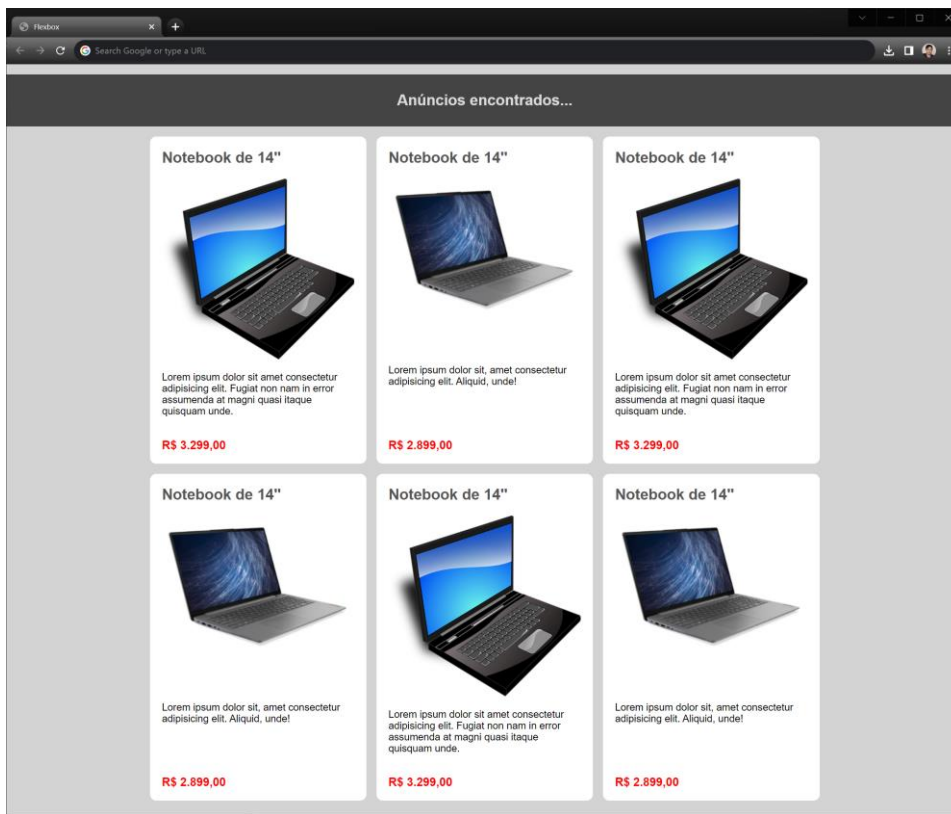 Flexbox
Search Google or type a URL
Anúncios encontrados...
Notebook de 14"
Lorem ipsum dolor sit amet consectetur
adipisicing elit. Fugiat non nam in error
assumenda at magni quasi itaque
quisquam unde.
R$ 3.299,00
Notebook de 14"
Lorem ipsum dolor sit, amet consectetur
adipisicing elit. Aliquid, unde!
R$ 2.899,00
Notebook de 14"
Lorem ipsum dolor sit amet consectetur
adipisicing elit. Fugiat non nam in error
assumenda at magni quasi itaque
quisquam unde.
R$ 3.299,00
Notebook de 14"
Lorem ipsum dolor sit, amet consectetur
adipisicing elit. Aliquid, unde!
R$ 2.899,00
Notebook de 14"
Lorem ipsum dolor sit amet consectetur
adipisicing elit. Fugiat non nam in error
assumenda at magni quasi itaque
quisquam unde.
R$ 3.299,00
Notebook de 14"
Lorem ipsum dolor sit, amet consectetur
adipisicing elit. Aliquid, unde!
R$ 2.899,00